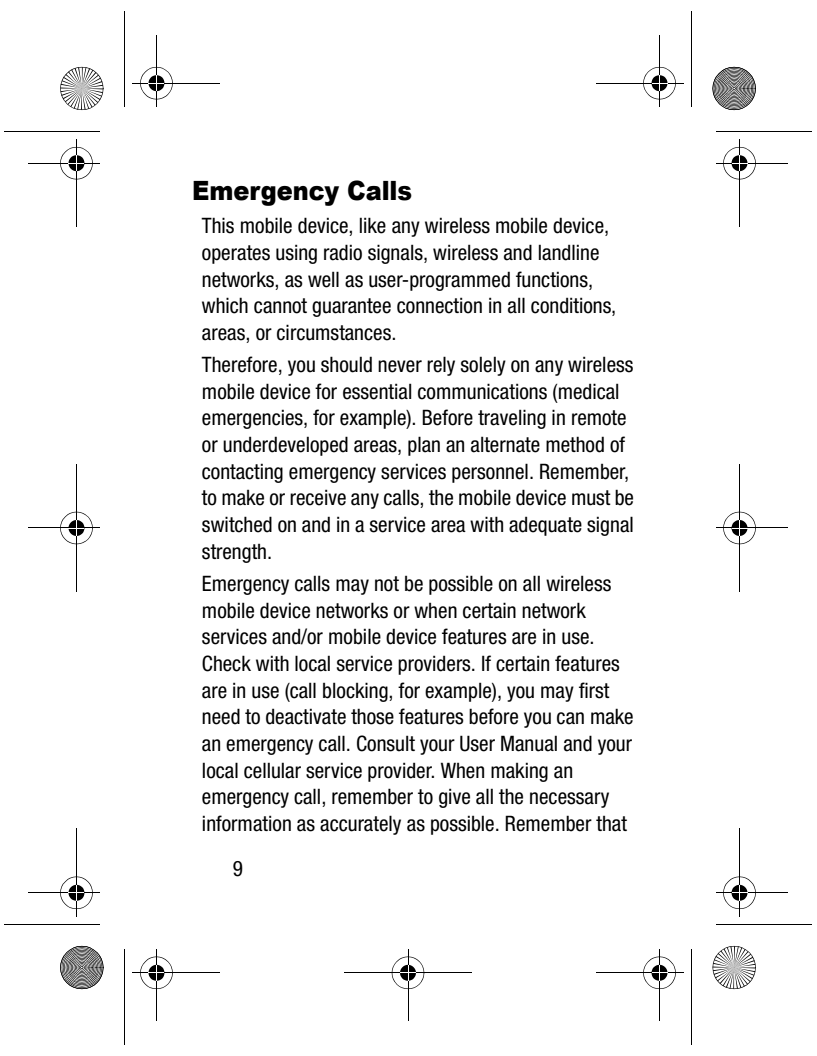 Emergency Calls
This mobile device, like any wireless mobile device,
operates using radio signals, wireless and landline
networks, as well as user-programmed functions,
which cannot guarantee connection in all conditions,
areas, or circumstances.
Therefore, you should never rely solely on any wireless
mobile device for essential communications (medical
emergencies, for example). Before traveling in remote
or underdeveloped areas, plan an alternate method of
contacting emergency services personnel. Remember,
to make or receive any calls, the mobile device must be
switched on and in a service area with adequate signal
strength.
Emergency calls may not be possible on all wireless
mobile device networks or when certain network
services and/or mobile device features are in use.
Check with local service providers. If certain features
are in use (call blocking, for example), you may first
need to deactivate those features before you can make
an emergency call. Consult your User Manual and your
local cellular service provider. When making an
emergency call, remember to give all the necessary
information as accurately as possible. Remember that
9